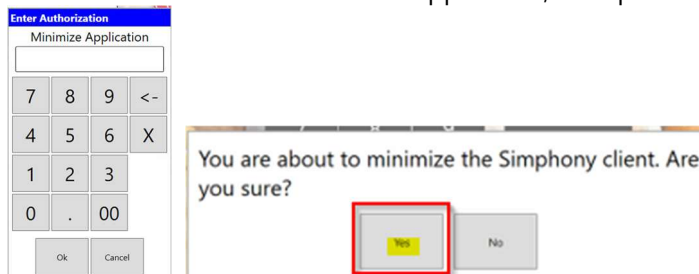 Enter Authorization
Minimize Application
7 8 9 <-
4 5 6 X
1 2 3
0 . 00
Ok Cancel
You are about to minimize the Simphony client. Are
you sure?
Yes No